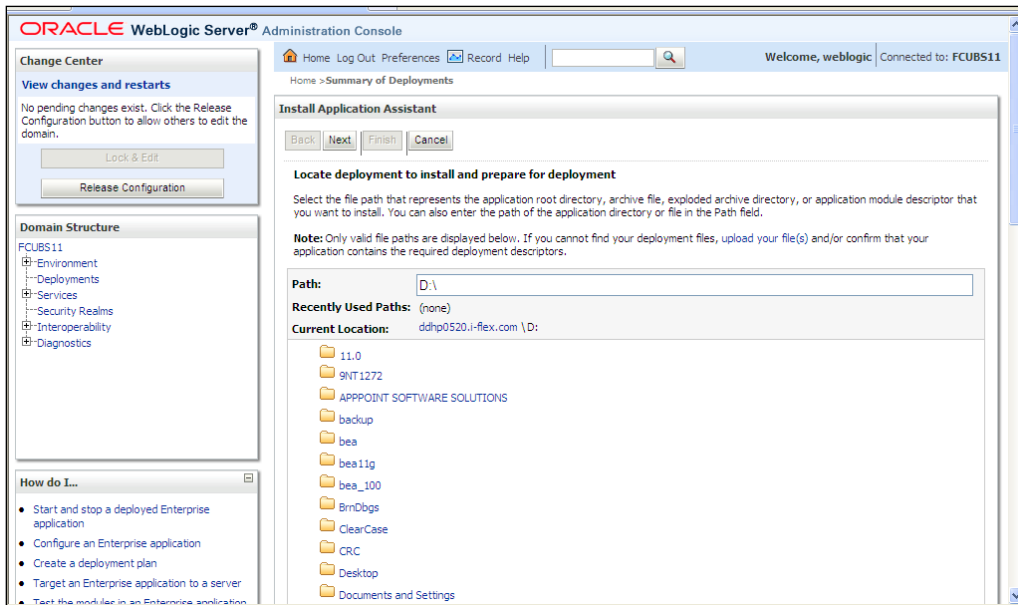 ORACLE WebLogic Server® Administration Console
Change Center
View changes and restarts
No pending changes exist. Click the Release
Configuration button to allow others to edit the
domain.
Lock & Edit
Release Configuration
Domain Structure
FCUBS11
Environment
Deployments
Services
Security Realms
Interoperability
Diagnostics
How do I...
Start and stop a deployed Enterprise
application
Configure an Enterprise application
Create a deployment plan
Target an Enterprise application to a server
Test the modules in an Enterprise application
Home Log Out Preferences Record Help
Welcome, weblogic Connected to: FCUBS11
Home >Summary of Deployments
Install Application Assistant
Back Next Finish Cancel
Locate deployment to install and prepare for deployment
Select the file path that represents the application root directory, archive file, exploded archive directory, or application module descriptor that
you want to install. You can also enter the path of the application directory or file in the Path field.
Note: Only valid file paths are displayed below. If you cannot find your deployment files, upload your file(s) and/or confirm that your
application contains the required deployment descriptors.
Path: D:\
Recently Used Paths: (none)
Current Location: ddhp0520.i-flex.com \D:
11.0
9NT1272
APPPOINT SOFTWARE SOLUTIONS
backup
bea
bea11g
bea_100
BrnDbgs
ClearCase
CRC
Desktop
Documents and Settings